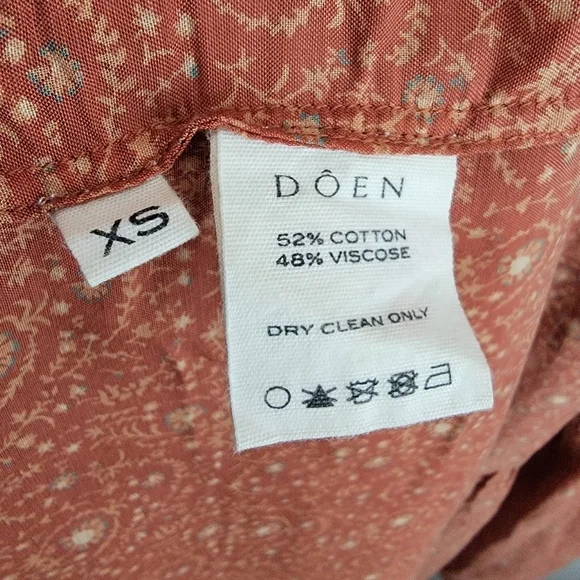 XS
DÔEN
52% COTTON
48% VISCOSE
DRY CLEAN ONLY